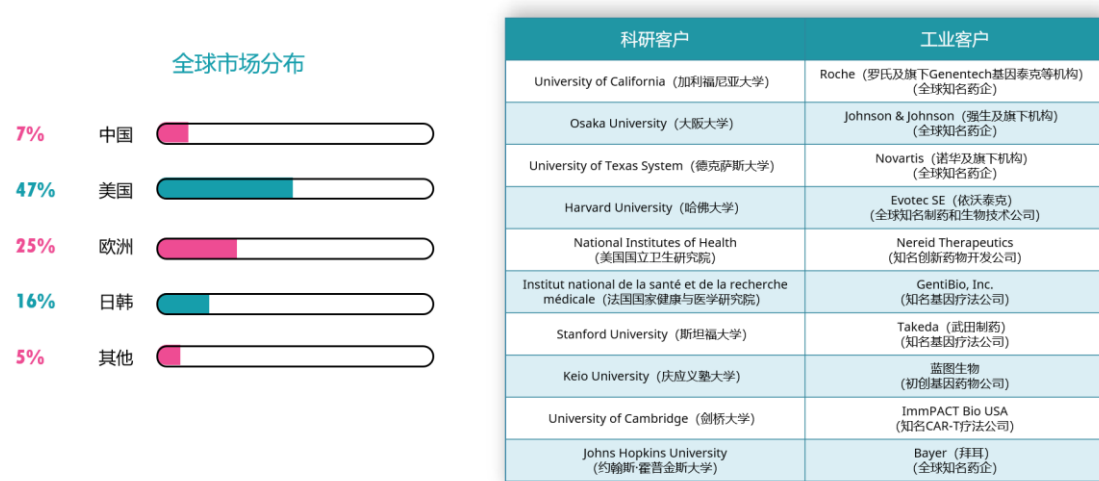 全球市场分布
7% 中国
47% 美国
25% 欧洲
16% 日韩
5% 其他
科研客户 工业客户
University of California（加利福尼亚大学） Roche（罗氏及旗下Genentech基因泰克等机构)
(全球知名药企)
Osaka University（大阪大学） Johnson & Johnson（强生及旗下机构)
(全球知名药企)
University of Texas System（德克萨斯大学） Novartis（诺华及旗下机构)
(全球知名药企)
Harvard University（哈佛大学） Evotec SE（依沃泰克)
(全球知名制药和生物技术公司)
National Institutes of Health Nereid Therapeutics
(美国国立卫生研究院) (知名创新药物开发公司)
Institut national de la santé et de la recherche GentiBio, Inc.
médicale（法国国家健康与医学研究院） (知名基因疗法公司)
Stanford University（斯坦福大学） Takeda（武田制药)
(知名基因疗法公司)
Keio University（庆应义塾大学） 蓝图生物
(初创基因药物公司)
University of Cambridge（剑桥大学） ImmPACT Bio USA
(知名CAR-T疗法公司)
Johns Hopkins University Bayer（拜耳)
(约翰斯·霍普金斯大学) (全球知名药企)